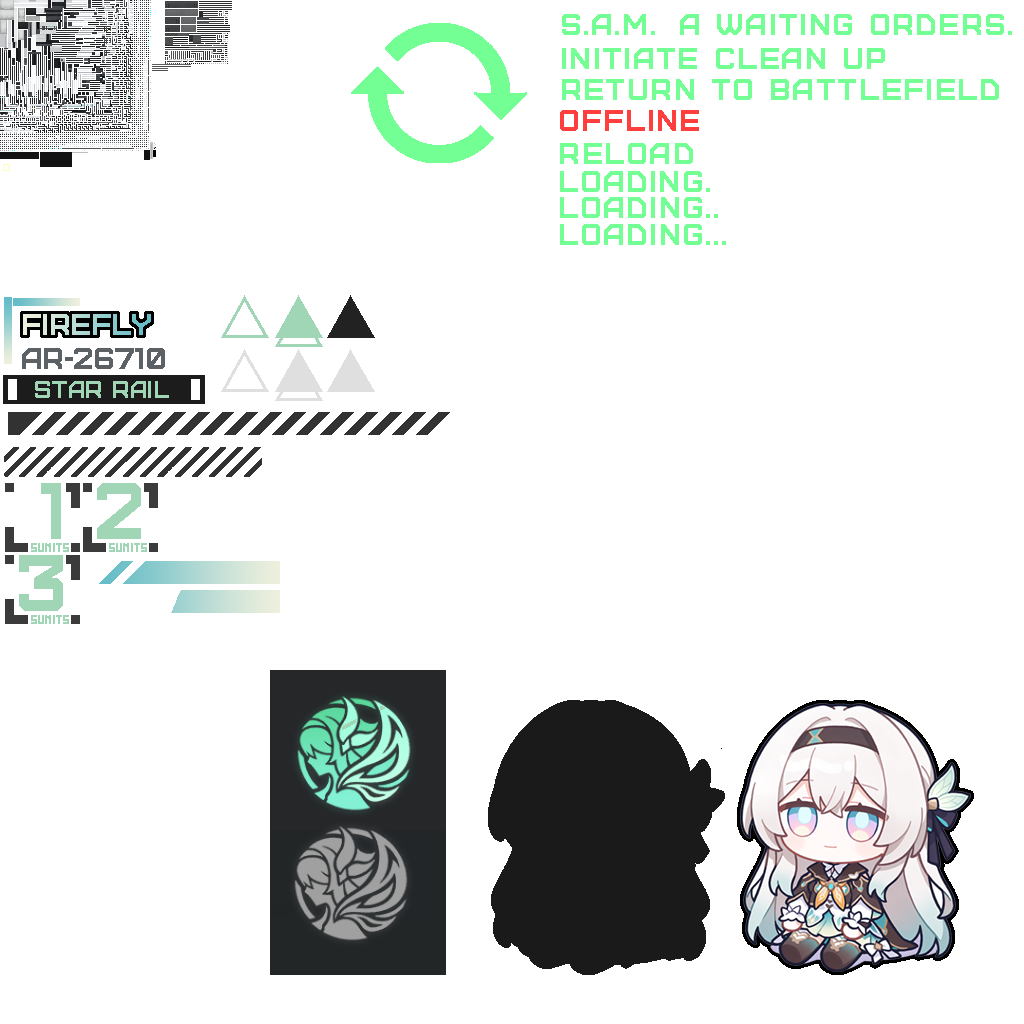 S.A.M. A WAITING ORDERS.
INITIATE CLEAN UP
RETURN TO BATTLEFIELD
OFFLINE
RELOAD
LOADING.
LOADING..
LOADING...
FIREFLY
AR-26710
STAR RAIL
1
SUNITS
2
SUNITS
3
SUNITS